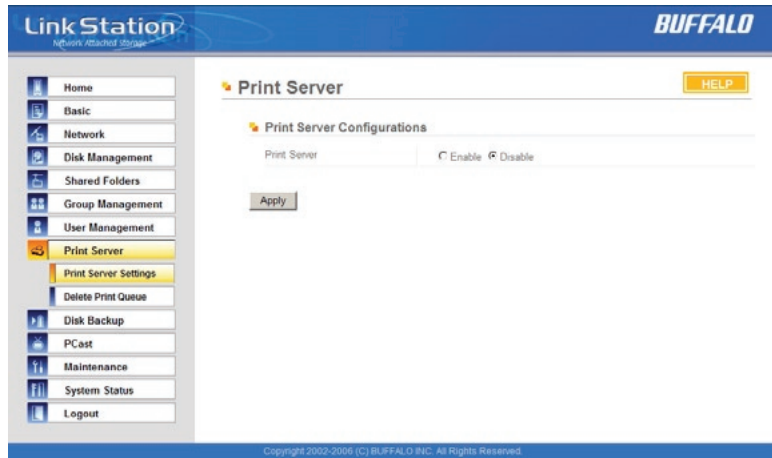 LinkStation
Network Attached Storage
BUFFALO
Home
Basic
Network
Disk Management
Shared Folders
Group Management
User Management
Print Server
Print Server Settings
Delete Print Queue
Disk Backup
PCast
Maintenance
System Status
Logout
Print Server
HELP
Print Server Configurations
Print Server Enable Disable
Apply
Copyright 2002-2006 (C) BUFFALO INC. All Rights Reserved.